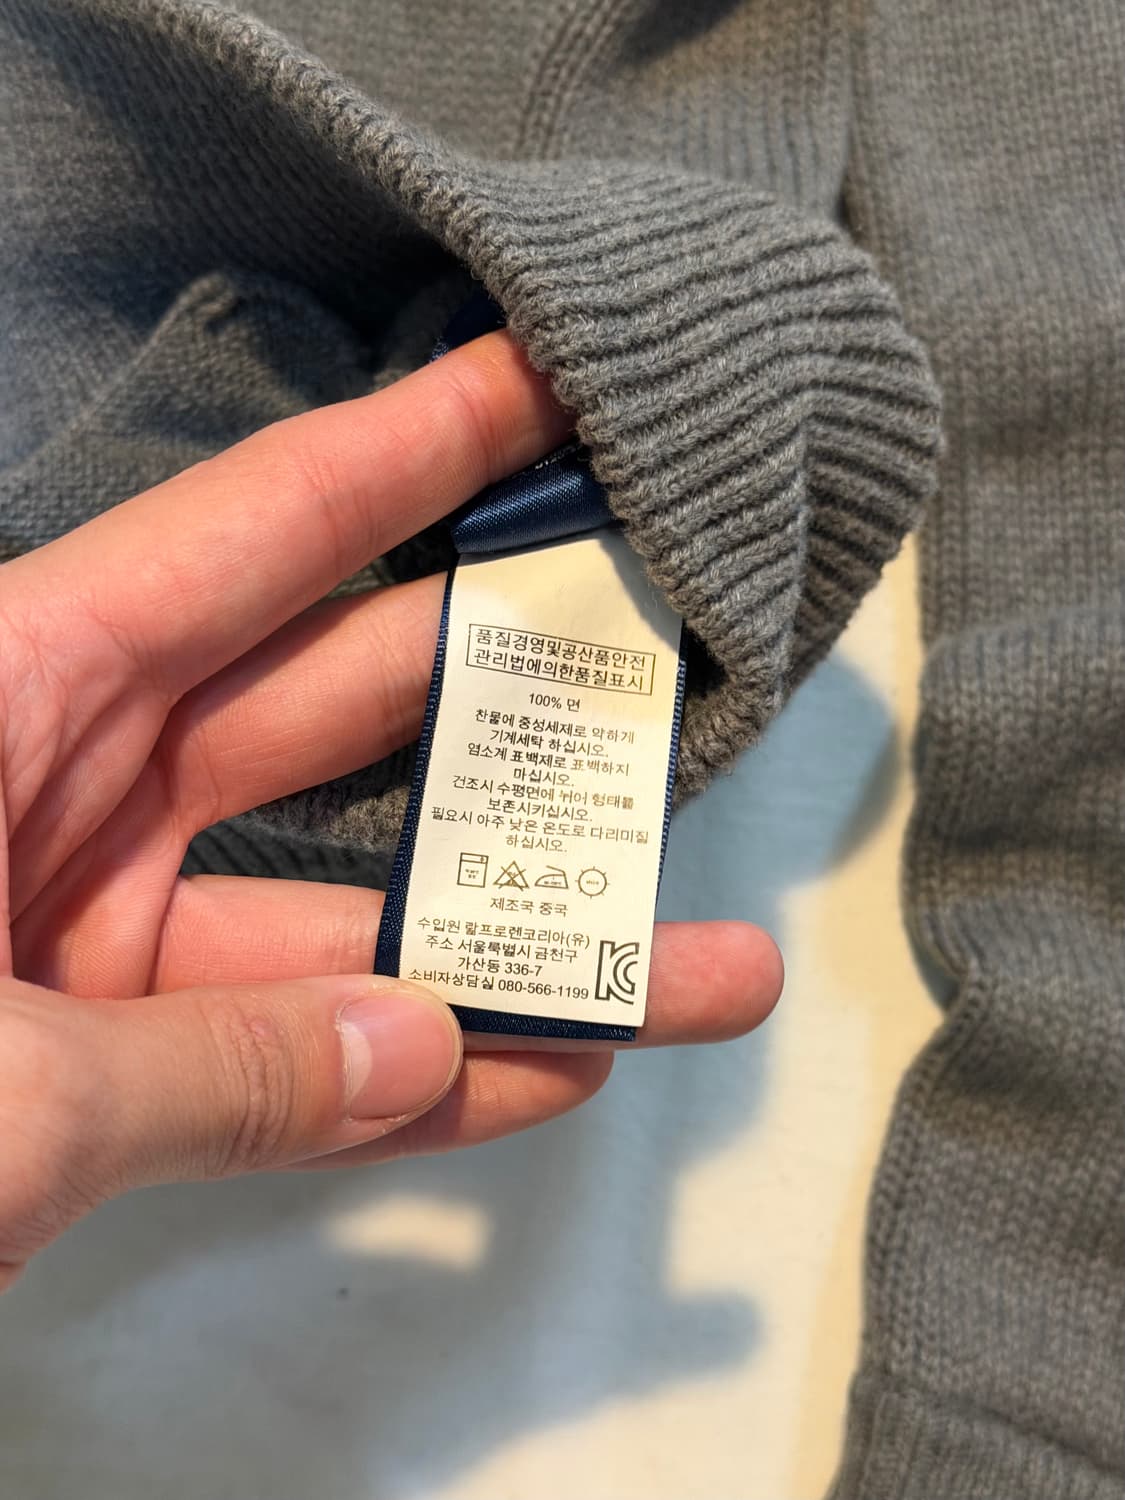 품질경영및공산품안전
관리법에의한품질표시
100% 면
찬물에 중성세제로 약하게
기계세탁 하십시오.
염소계 표백제로 표백하지
마십시오.
건조시 수평면에 뉘어 형태를
보존시키십시오.
필요시 아주 낮은 온도로 다리미질
하십시오.
제조국 중국
수입원 랄프로렌코리아(유)
주소 서울특별시 금천구
가산동 336-7
소비자상담실 080-566-1199